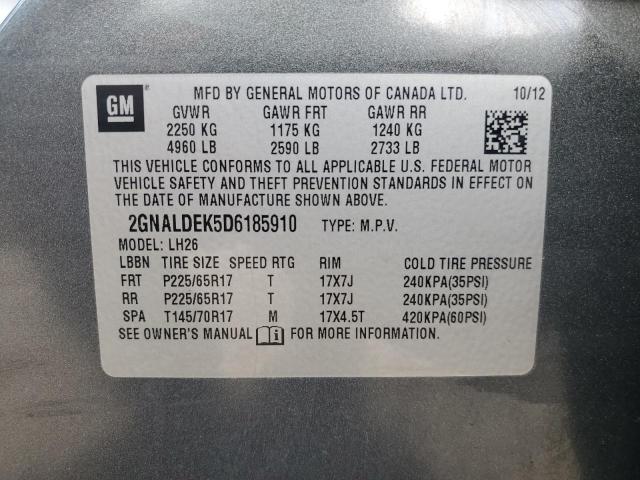 GM
MFD BY GENERAL MOTORS OF CANADA LTD. 10/12
GVWR GAWR FRT GAWR RR
2250 KG 1175 KG 1240 KG
4960 LB 2590 LB 2733 LB
THIS VEHICLE CONFORMS TO ALL APPLICABLE U.S. FEDERAL MOTOR
VEHICLE SAFETY AND THEFT PREVENTION STANDARDS IN EFFECT ON
THE DATE OF MANUFACTURE SHOWN ABOVE.
2GNALDEK5D6185910 TYPE: M.P.V.
MODEL: LH26
LBBN TIRE SIZE SPEED RTG RIM COLD TIRE PRESSURE
FRT P225/65R17 T 17X7J 240KPA(35PSI)
RR P225/65R17 T 17X7J 240KPA(35PSI)
SPA T145/70R17 M 17X4.5T 420KPA(60PSI)
SEE OWNER'S MANUAL FOR MORE INFORMATION.